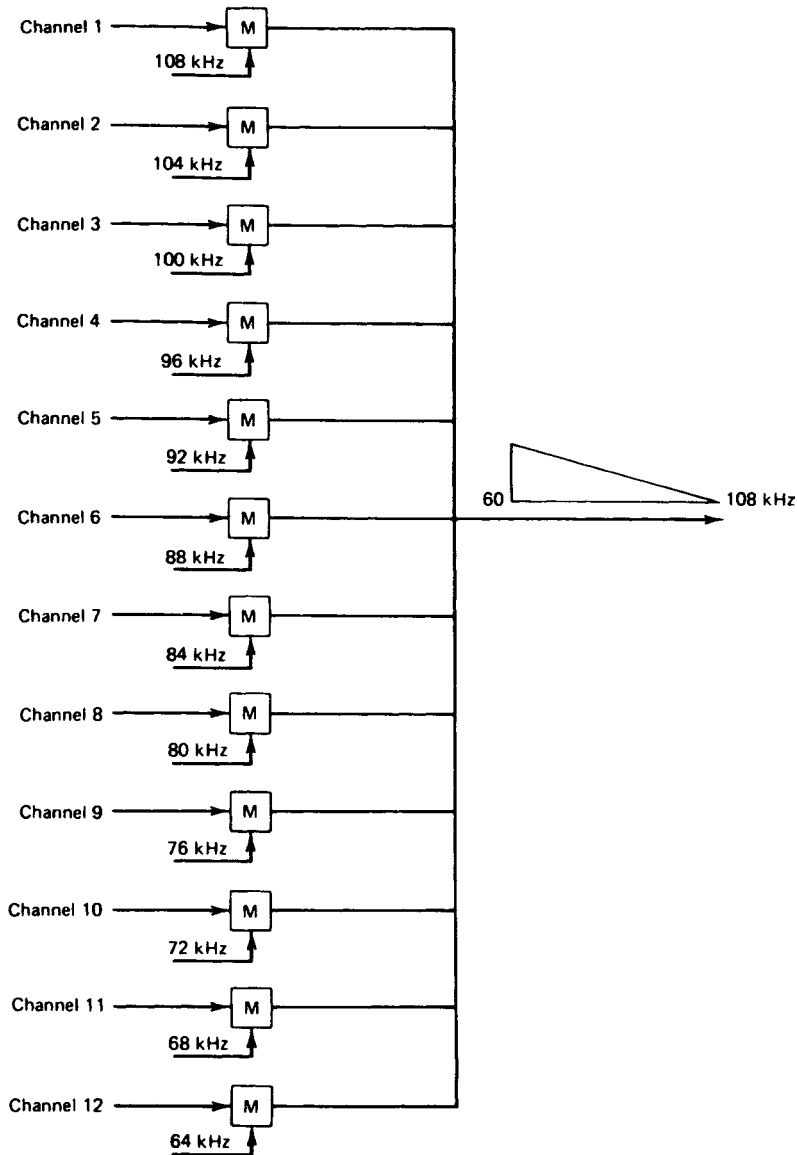 Channel 1
M
108 kHz
Channel 2
M
104 kHz
Channel 3
M
100 kHz
Channel 4
M
96 kHz
Channel 5
M
92 kHz
60
108 kHz
Channel 6
M
88 kHz
Channel 7
M
84 kHz
Channel 8
M
80 kHz
Channel 9
M
76 kHz
Channel 10
M
72 kHz
Channel 11
M
68 kHz
Channel 12
M
64 kHz